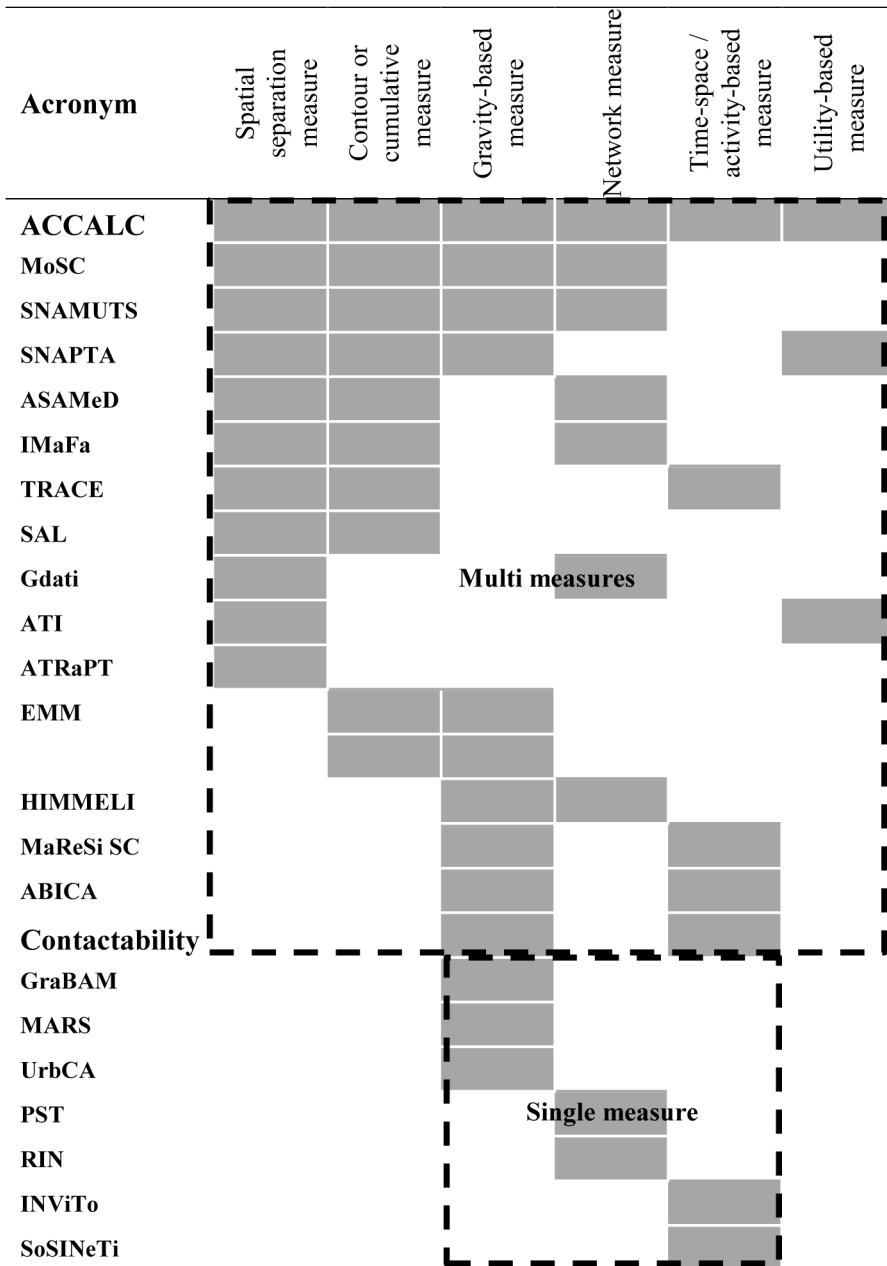 Acronym
Spatial
separation
measure
Contour or
cumulative
measure
Gravity-based
measure
Network measure
Time-space /
activity-based
measure
Utility-based
measure
ACCALC
MoSC
SNAMUTS
SNAPTA
ASAMeD
IMaFa
TRACE
SAL
Gdati
Multi measures
ATI
ATRaPT
EMM
HIMMELI
MaReSi SC
ABICA
Contactability
GraBAM
MARS
UrbCA
PST
Single measure
RIN
INViTo
SoSINeTi